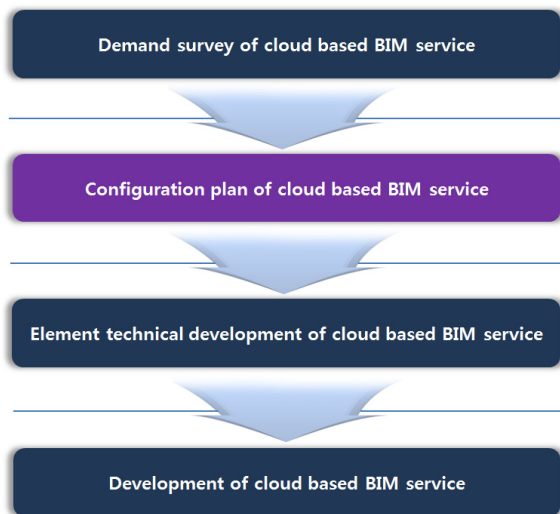 Demand survey of cloud based BIM service
Configuration plan of cloud based BIM service
Element technical development of cloud based BIM service
Development of cloud based BIM service